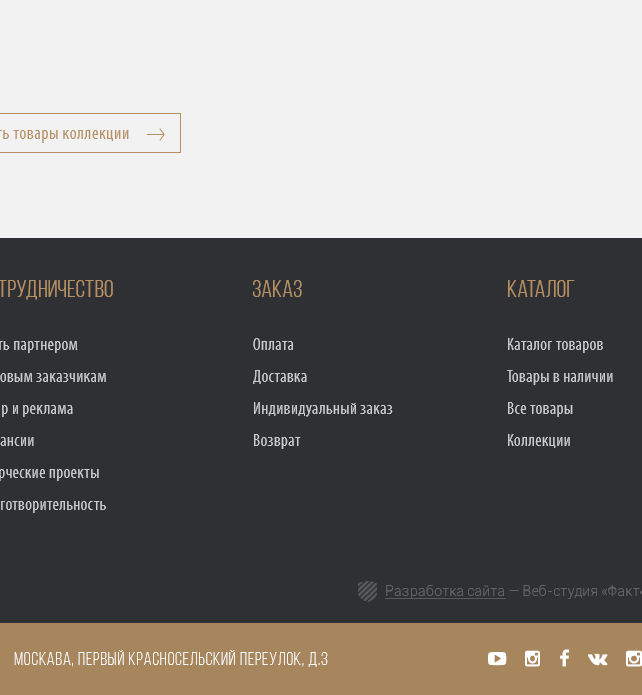 ть товары коллекции
ТРУДНИЧЕСТВО
ЗАКАЗ
КАТАЛОГ
ть партнером
Оплата
Каталог товаров
овым заказчикам
Доставка
Товары в наличии
р и реклама
Индивидуальный заказ
Все товары
ансии
Возврат
Коллекции
рческие проекты
готворительность
Разработка сайта — Веб-студия «Факт
МОСКАВА, ПЕРВЫЙ КРАСНОСЕЛЬСКИЙ ПЕРЕУЛОК, Д.3